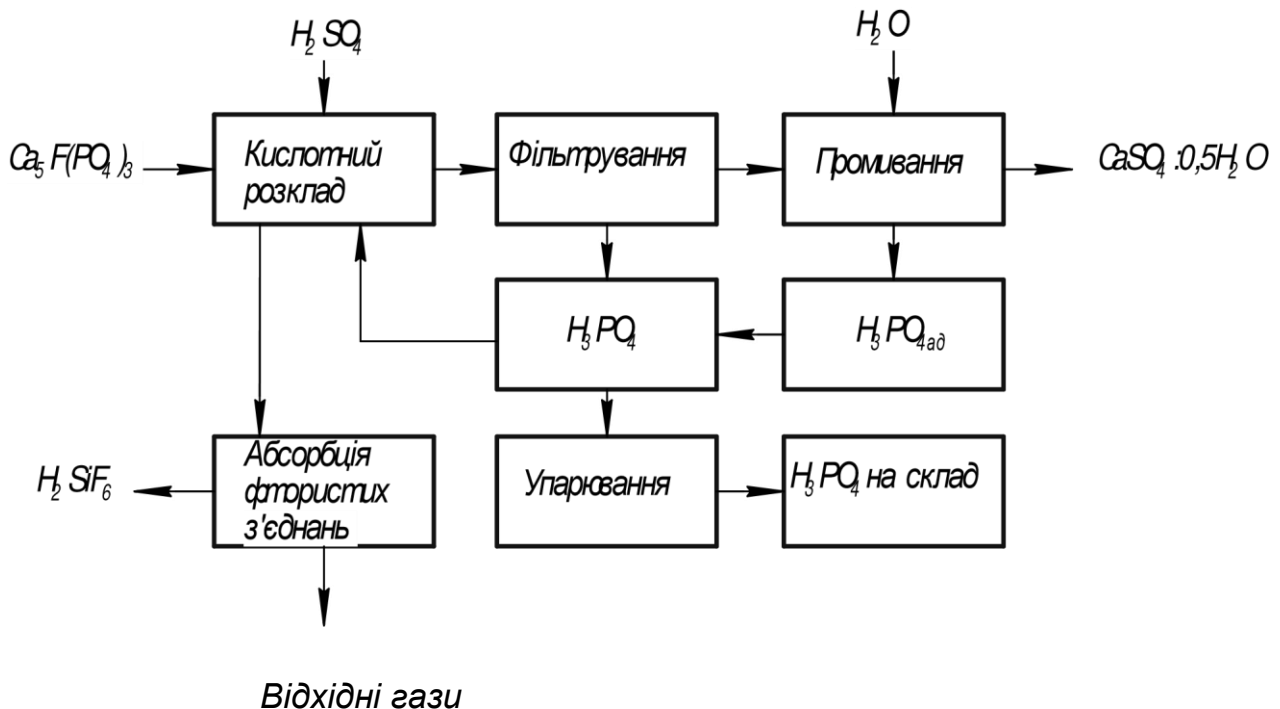 H₂SO₄
H₂O
Ca₅F(PO₄)₃
Кислотний
розклад
Фільтрування
Промивання
CaSO₄:0,5H₂O
H₃PO₄
H₃PO₄ад
H₂SiF₆
Абсорбція
фтористих
з'єднань
Упарювання
H₃PO₄ на склад
Відхідні гази